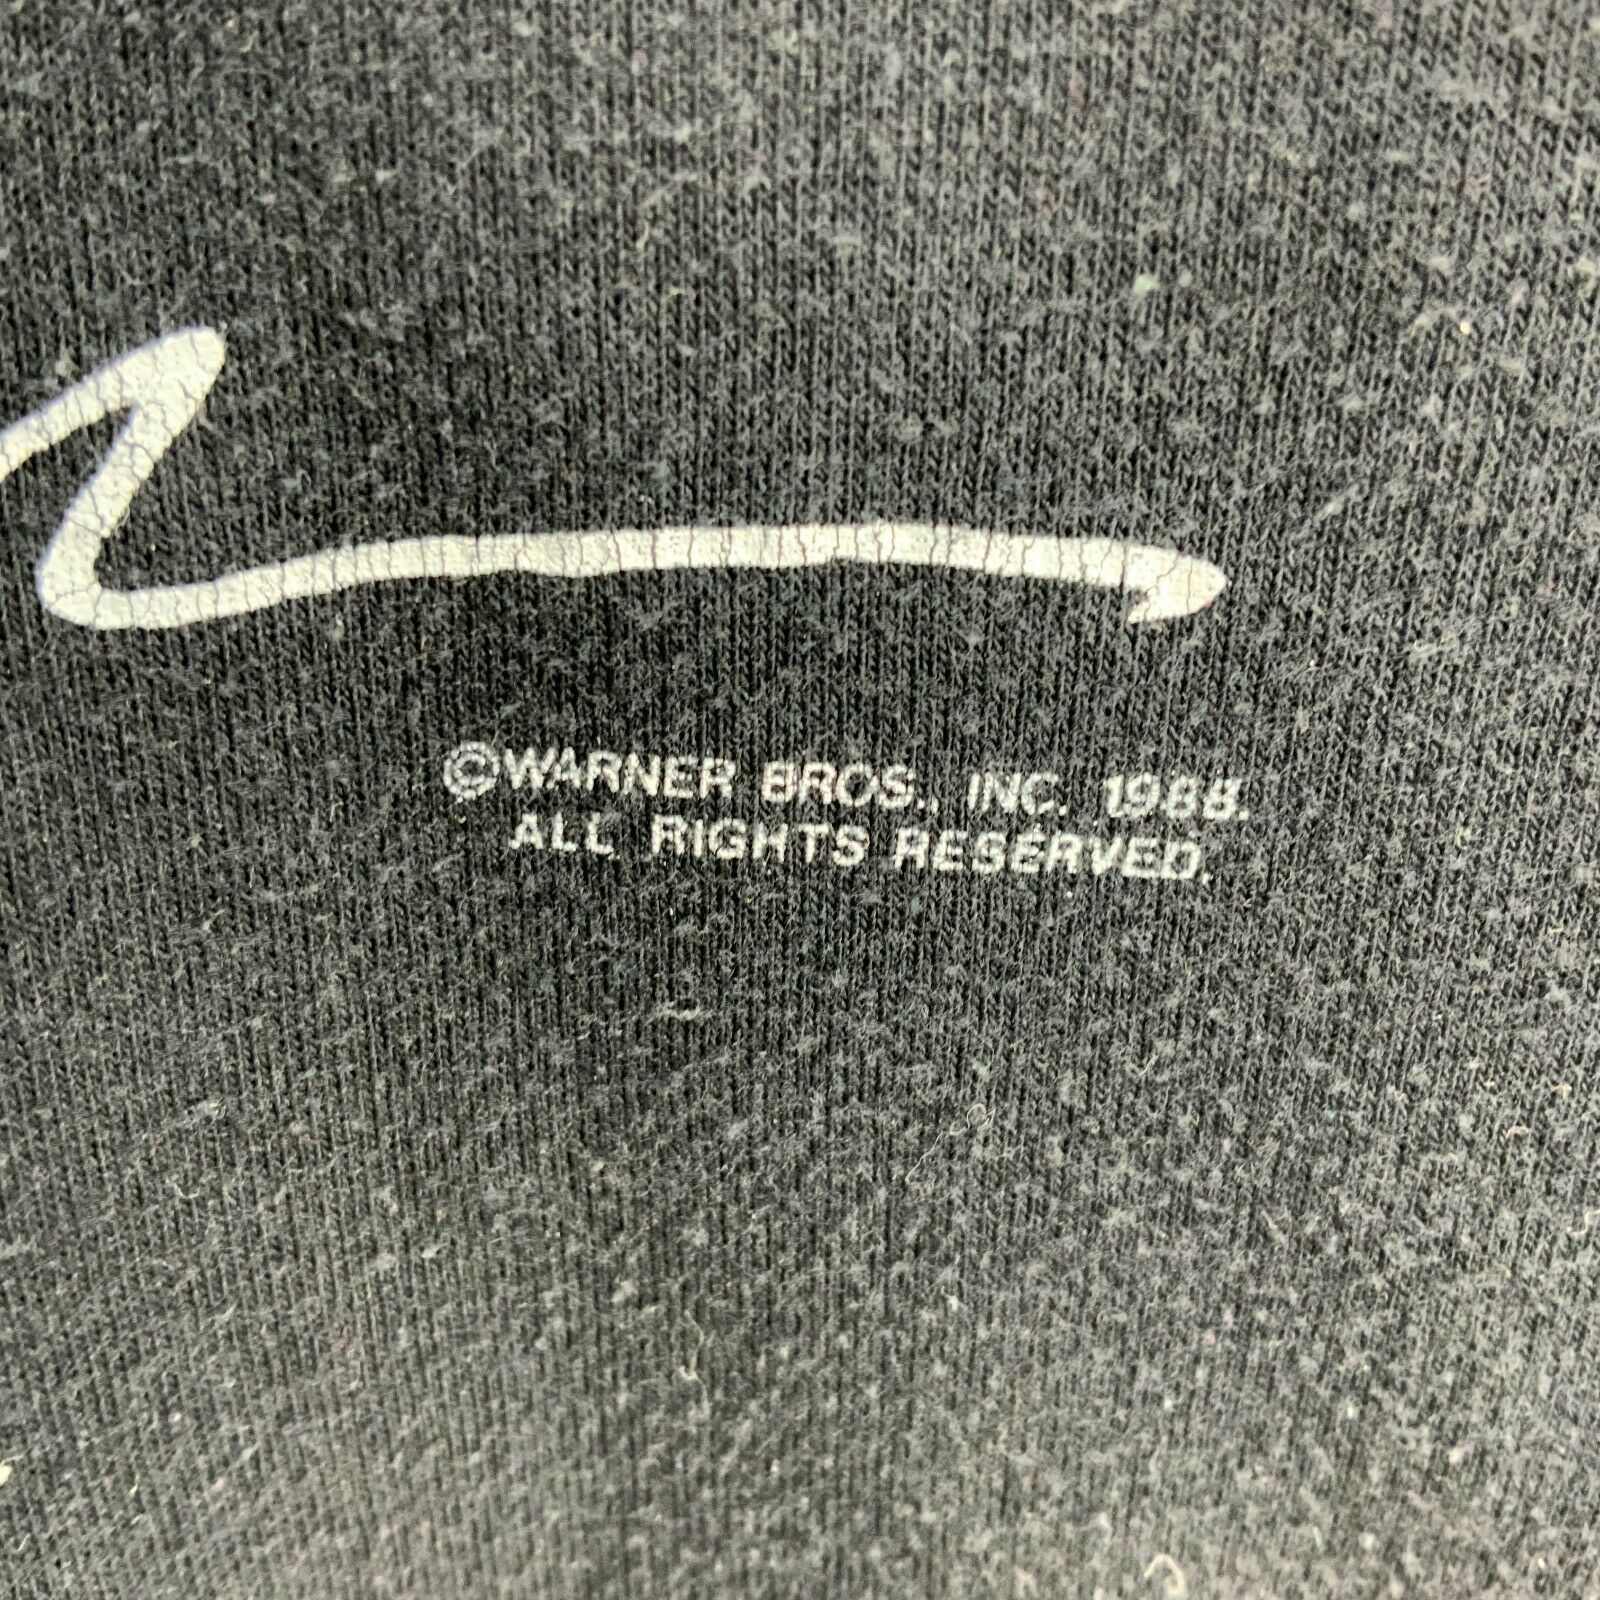 ©WARNER BROS., INC. 1988.
ALL RIGHTS RESERVED.